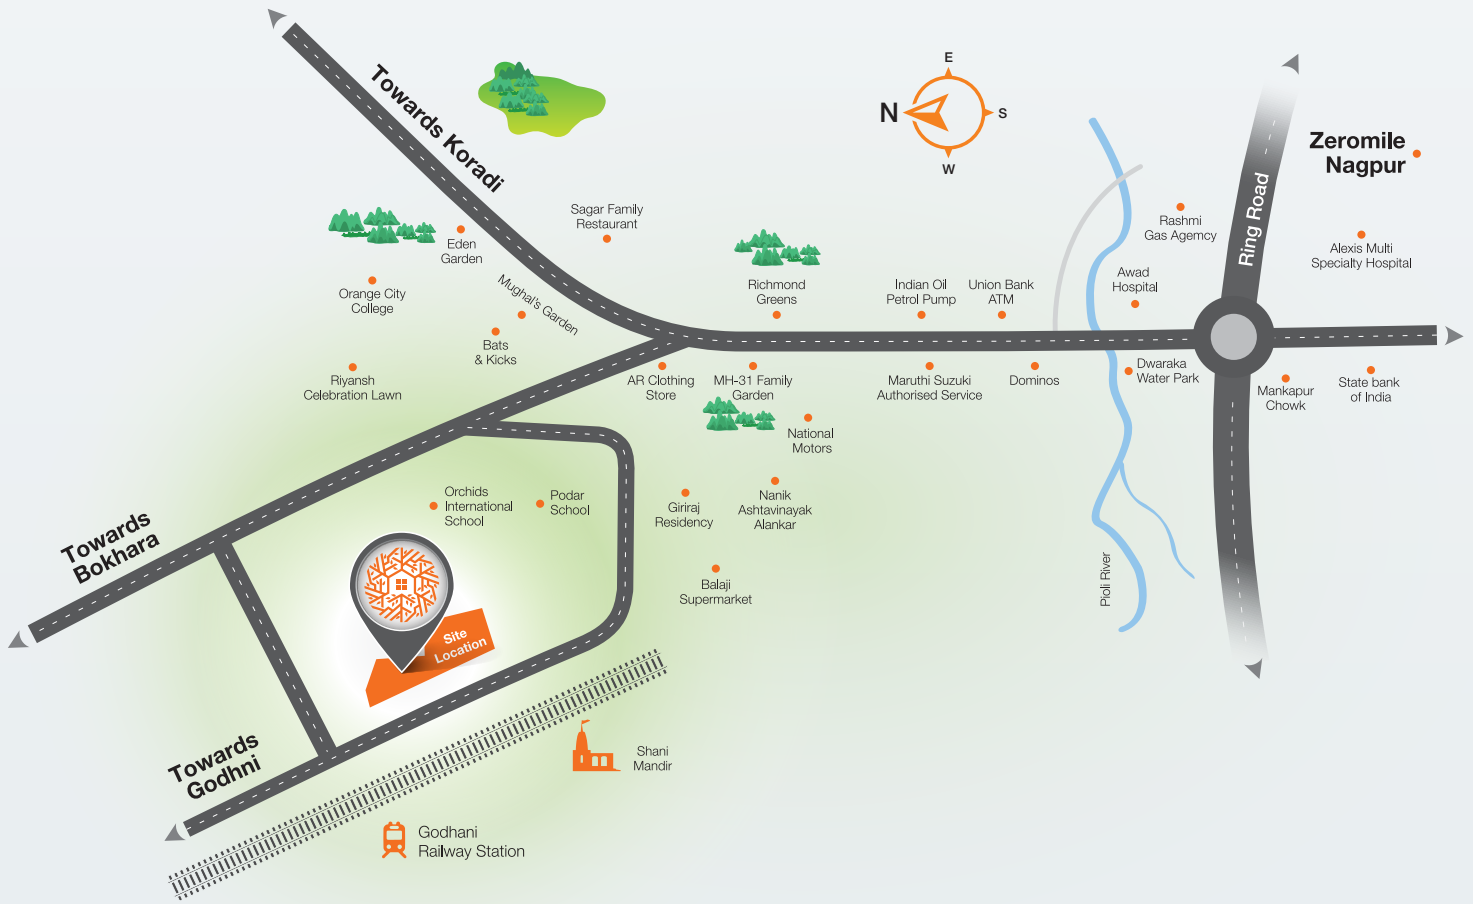 Towards Koradi
E
N
S
W
Zeromile
Nagpur
Ring Road
Rashmi
Gas Agemcy
Alexis Multi
Specialty Hospital
Sagar Family
Restaurant
Eden
Garden
Orange City
College
Mughal's Garden
Richmond
Greens
Indian Oil
Petrol Pump
Union Bank
ATM
Awad
Hospital
Bats
& Kicks
Riyansh
Celebration Lawn
AR Clothing
Store
MH-31 Family
Garden
Maruthi Suzuki
Authorised Service
Dominos
Dwaraka
Water Park
Mankapur
Chowk
State bank
of India
National
Motors
Orchids
International
School
Podar
School
Giriraj
Residency
Nanik
Ashtavinayak
Alankar
Towards
Bokhara
Balaji
Supermarket
Pioli River
Site
Location
Towards
Godhni
Shani
Mandir
Godhani
Railway Station